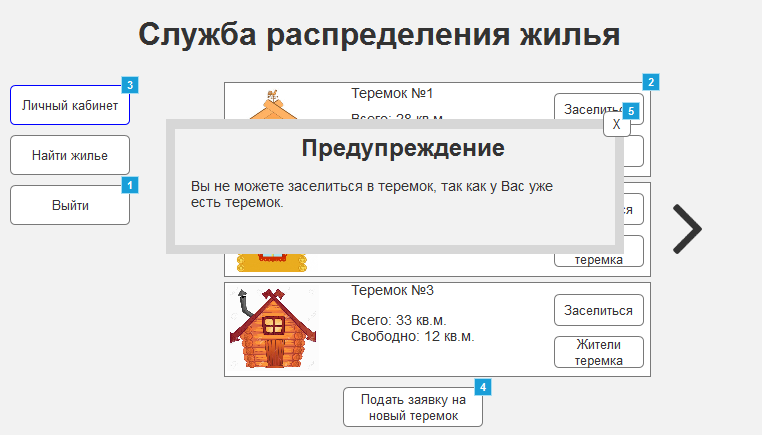 Служба распределения жилья
3
Личный кабинет
Найти жилье
1
Выйти
2
Теремок №1
Всего: 28 кв.м.
Заселиться
5
X
Предупреждение
Вы не можете заселиться в теремок, так как у Вас уже
есть теремок.
ся
теремка
Теремок №3
Всего: 33 кв.м.
Свободно: 12 кв.м.
Заселиться
Жители
теремка
4
Подать заявку на
новый теремок